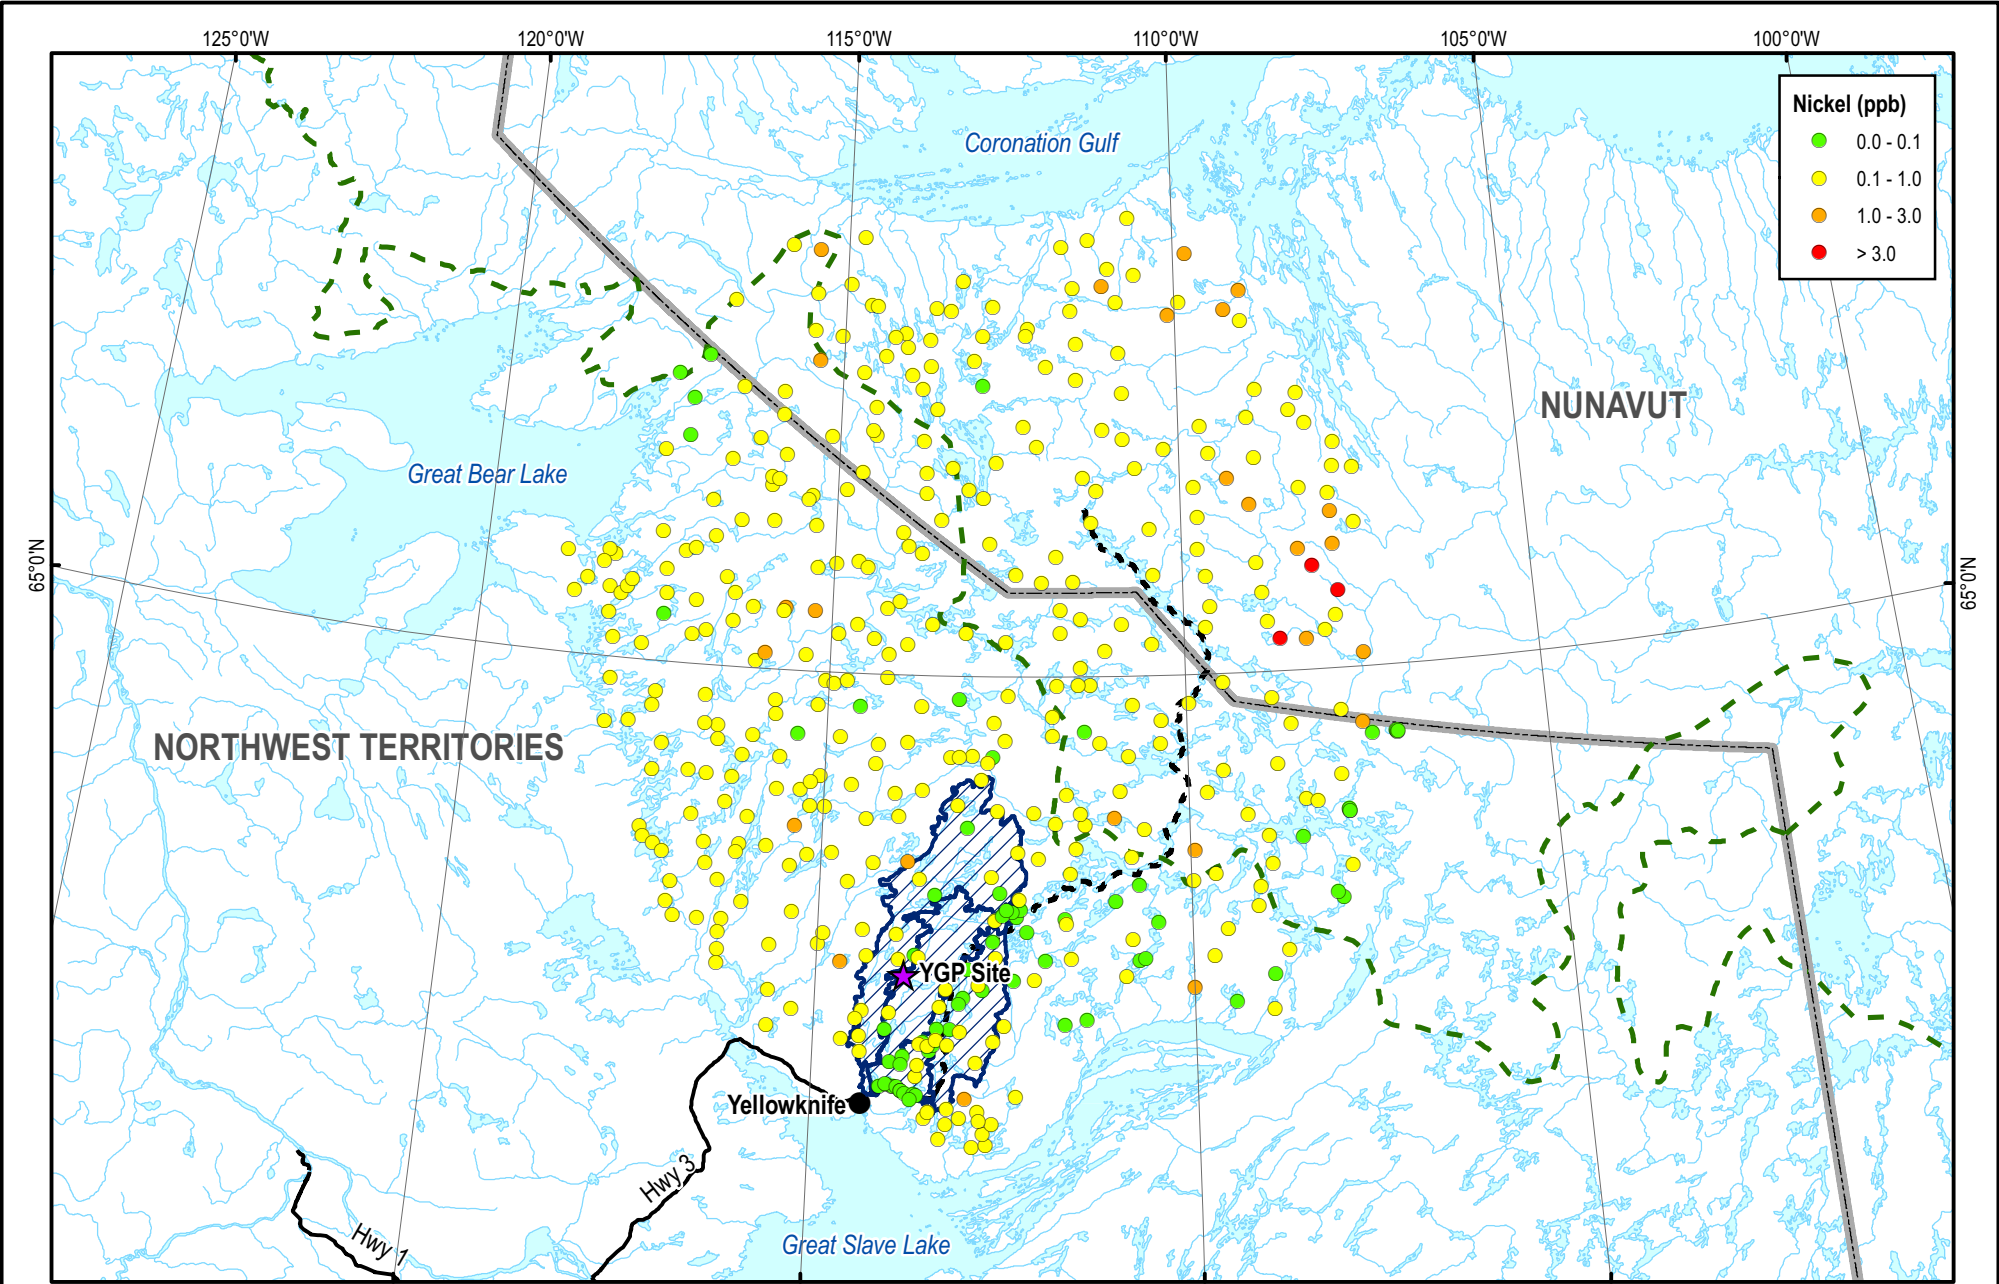 125°0'W 120°0'W 115°0'W 110°0'W 105°0'W 100°0'W
Nickel (ppb)
0.0 - 0.1
0.1 - 1.0
1.0 - 3.0
> 3.0
Coronation Gulf
NUNAVUT
Great Bear Lake
65°0'N
65°0'N
NORTHWEST TERRITORIES
YGP Site
Yellowknife
Hwy 3
Hwy 1
Great Slave Lake